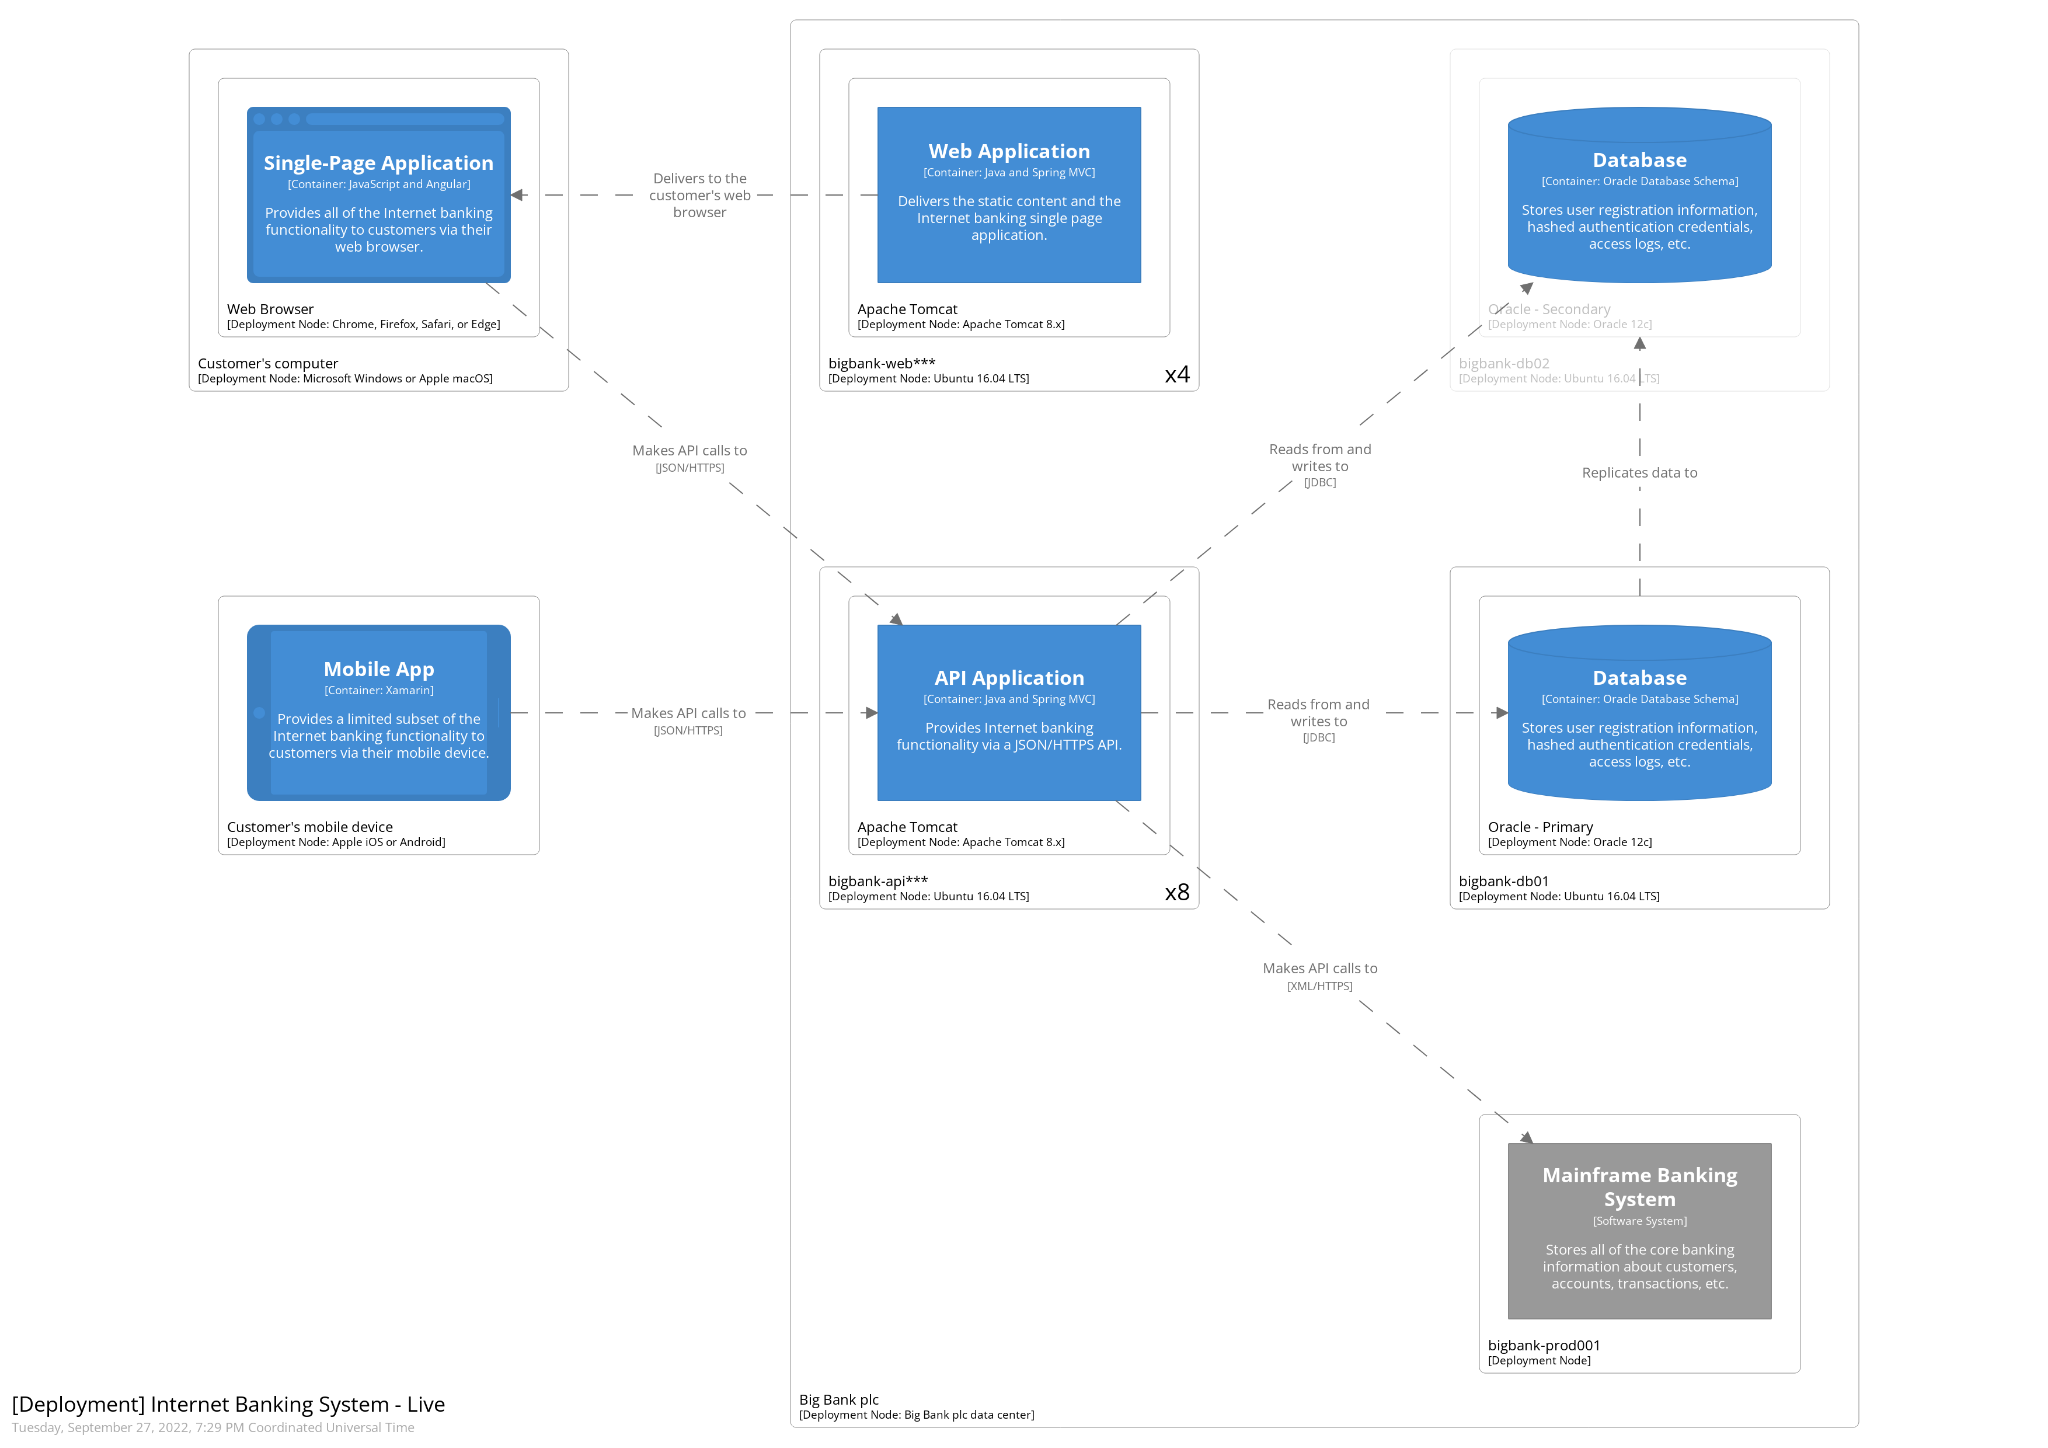 Single-Page Application
[Container: JavaScript and Angular]
Provides all of the Internet banking
functionality to customers via their
web browser.
Web Browser
[Deployment Node: Chrome, Firefox, Safari, or Edge]
Customer's computer
[Deployment Node: Microsoft Windows or Apple macOS]
Delivers to the
customer's web
browser
Web Application
[Container: Java and Spring MVC]
Delivers the static content and the
Internet banking single page
application.
Apache Tomcat
[Deployment Node: Apache Tomcat 8.x]
bigbank-web***
[Deployment Node: Ubuntu 16.04 LTS]
x4
Database
[Container: Oracle Database Schema]
Stores user registration information,
hashed authentication credentials,
access logs, etc.
Oracle - Secondary
[Deployment Node: Oracle 12c]
bigbank-db02
[Deployment Node: Ubuntu 16.04 LTS]
Makes API calls to
[JSON/HTTPS]
Reads from and
writes to
[JDBC]
Replicates data to
Mobile App
[Container: Xamarin]
Provides a limited subset of the
Internet banking functionality to
customers via their mobile device.
Customer's mobile device
[Deployment Node: Apple iOS or Android]
Makes API calls to
[JSON/HTTPS]
API Application
[Container: Java and Spring MVC]
Provides Internet banking
functionality via a JSON/HTTPS API.
Apache Tomcat
[Deployment Node: Apache Tomcat 8.x]
bigbank-api***
[Deployment Node: Ubuntu 16.04 LTS]
x8
Reads from and
writes to
[JDBC]
Database
[Container: Oracle Database Schema]
Stores user registration information,
hashed authentication credentials,
access logs, etc.
Oracle - Primary
[Deployment Node: Oracle 12c]
bigbank-db01
[Deployment Node: Ubuntu 16.04 LTS]
Makes API calls to
[XML/HTTPS]
Mainframe Banking
System
[Software System]
Stores all of the core banking
information about customers,
accounts, transactions, etc.
bigbank-prod001
[Deployment Node]
Big Bank plc
[Deployment Node: Big Bank plc data center]
[Deployment] Internet Banking System - Live
Tuesday, September 27, 2022, 7:29 PM Coordinated Universal Time